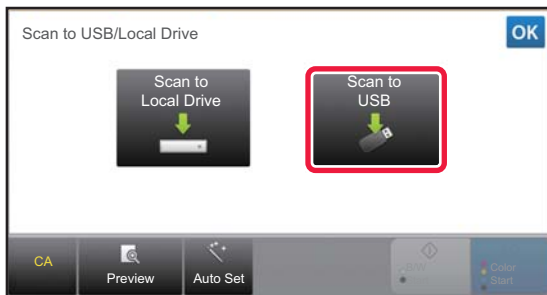 Scan to USB/Local Drive
OK
Scan to
Local Drive
Scan to
USB
CA
Preview
Auto Set
B/W
Color
Start